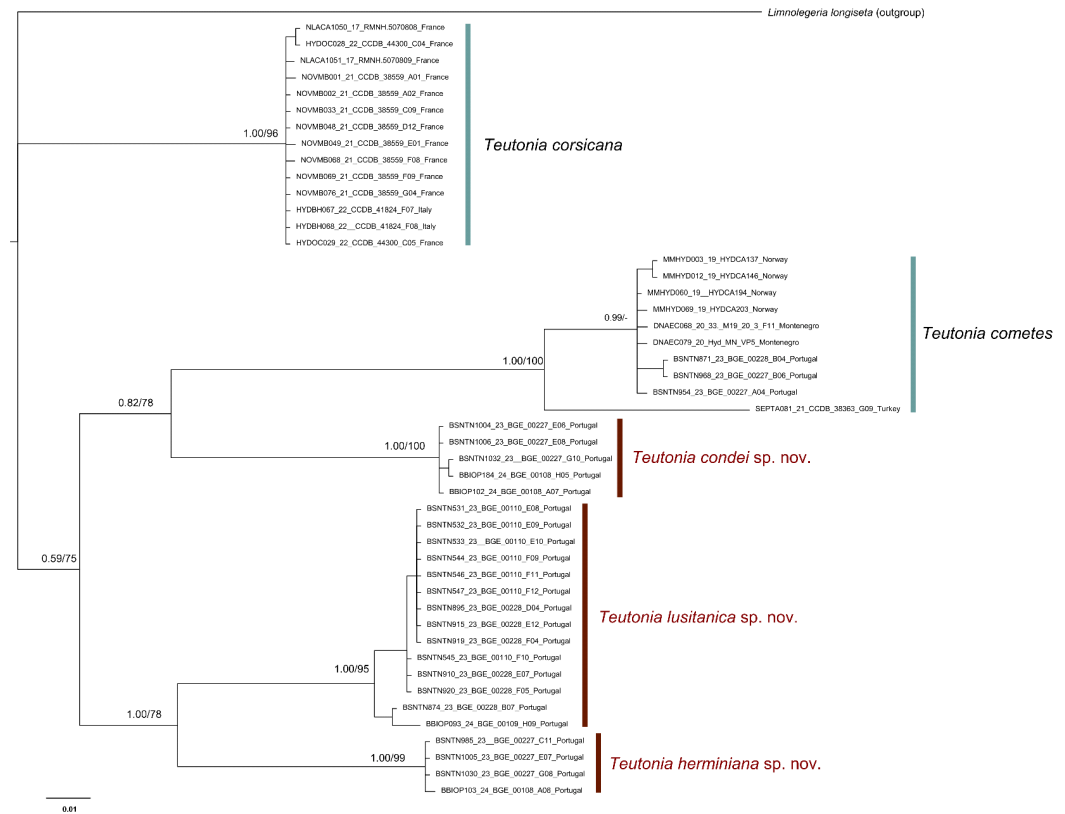 Limnolegeria longiseta (outgroup)
NLACA1050_17_RMNH.5070808_France
HYDOC028_22_CCDB_44300_C04_France
NLACA1051_17_RMNH.5070809_France
NOVMB001_21_CCDB_38559_A01_France
NOVMB002_21_CCDB_38559_A02_France
NOVMB033_21_CCDB_38559_C09_France
NOVMB048_21_CCDB_38559_D12_France
1.00/96
NOVMB049_21_CCDB_38559_E01_France
Teutonia corsicana
NOVMB068_21_CCDB_38559_F08_France
NOVMB069_21_CCDB_38559_F09_France
NOVMB076_21_CCDB_38559_G04_France
HYDBH067_22_CCDB_41824_F07_Italy
HYDBH068_22__CCDB_41824_F08_Italy
HYDOC029_22_CCDB_44300_C05_France
MMHYD003_19_HYDCA137_Norway
MMHYD012_19_HYDCA146_Norway
MMHYD060_19__HYDCA194_Norway
MMHYD069_19_HYDCA203_Norway
0.99/-
DNAEC068_20_33__M19_20_3_F11_Montenegro
Teutonia cometes
DNAEC079_20_Hyd_MN_VP5_Montenegro
1.00/100
BSNTN871_23_BGE_00228_B04_Portugal
BSNTN968_23_BGE_00227_B06_Portugal
BSNTN954_23_BGE_00227_A04_Portugal
0.82/78
SEPTA081_21_CCDB_38363_G09_Turkey
BSNTN1004_23_BGE_00227_E06_Portugal
BSNTN1006_23_BGE_00227_E08_Portugal
1.00/100
BSNTN1032_23__BGE_00227_G10_Portugal
Teutonia condei sp. nov.
BBIOP184_24_BGE_00108_H05_Portugal
BBIOP102_24_BGE_00108_A07_Portugal
BSNTN531_23_BGE_00110_E08_Portugal
BSNTN532_23_BGE_00110_E09_Portugal
BSNTN533_23__BGE_00110_E10_Portugal
0.59/75
BSNTN544_23_BGE_00110_F09_Portugal
BSNTN546_23_BGE_00110_F11_Portugal
BSNTN547_23_BGE_00110_F12_Portugal
BSNTN895_23_BGE_00228_D04_Portugal
Teutonia lusitanica sp. nov.
BSNTN915_23_BGE_00228_E12_Portugal
BSNTN919_23_BGE_00228_F04_Portugal
BSNTN545_23_BGE_00110_F10_Portugal
1.00/95
BSNTN910_23_BGE_00228_E07_Portugal
BSNTN920_23_BGE_00228_F05_Portugal
BSNTN874_23_BGE_00228_B07_Portugal
1.00/78
BBIOP093_24_BGE_00109_H09_Portugal
BSNTN985_23__BGE_00227_C11_Portugal
1.00/99
BSNTN1005_23_BGE_00227_E07_Portugal
Teutonia herminiana sp. nov.
BSNTN1030_23_BGE_00227_G08_Portugal
BBIOP103_24_BGE_00108_A08_Portugal
0.01